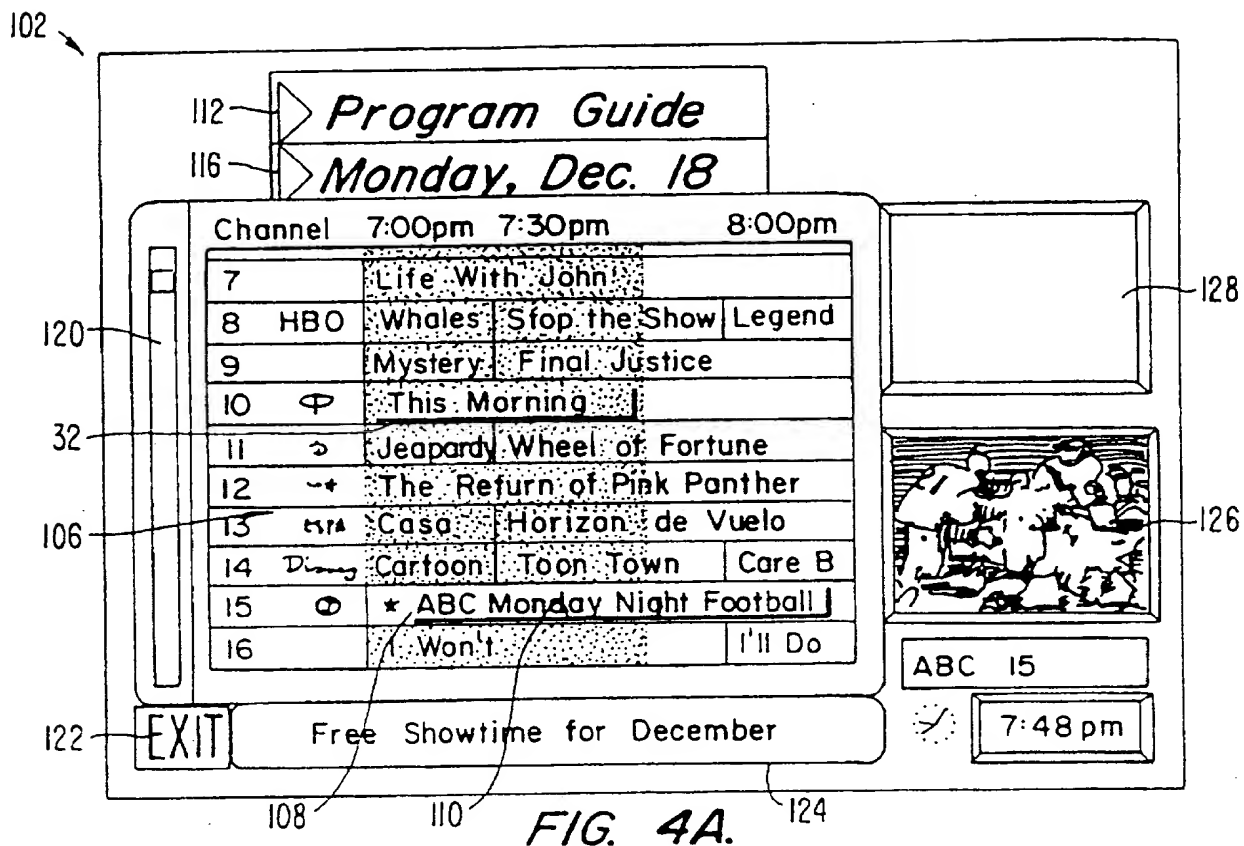 102
112
Program Guide
116
Monday, Dec. 18
Channel 7:00pm 7:30pm 8:00pm
7 Life With John
8 HBO Whales Stop the Show Legend
128
120
9 Mystery Final Justice
10 This Morning
32
11 Jeapardy Wheel of Fortune
12 The Return of Pink Panther
13 Casa Horizon de Vuelo
106
126
14 Disney Cartoon Toon Town Care B
15 ★ ABC Monday Night Football
16 I Won't I'll Do
ABC 15
122
EXIT
Free Showtime for December
7:48pm
108
110
124
FIG. 4A.